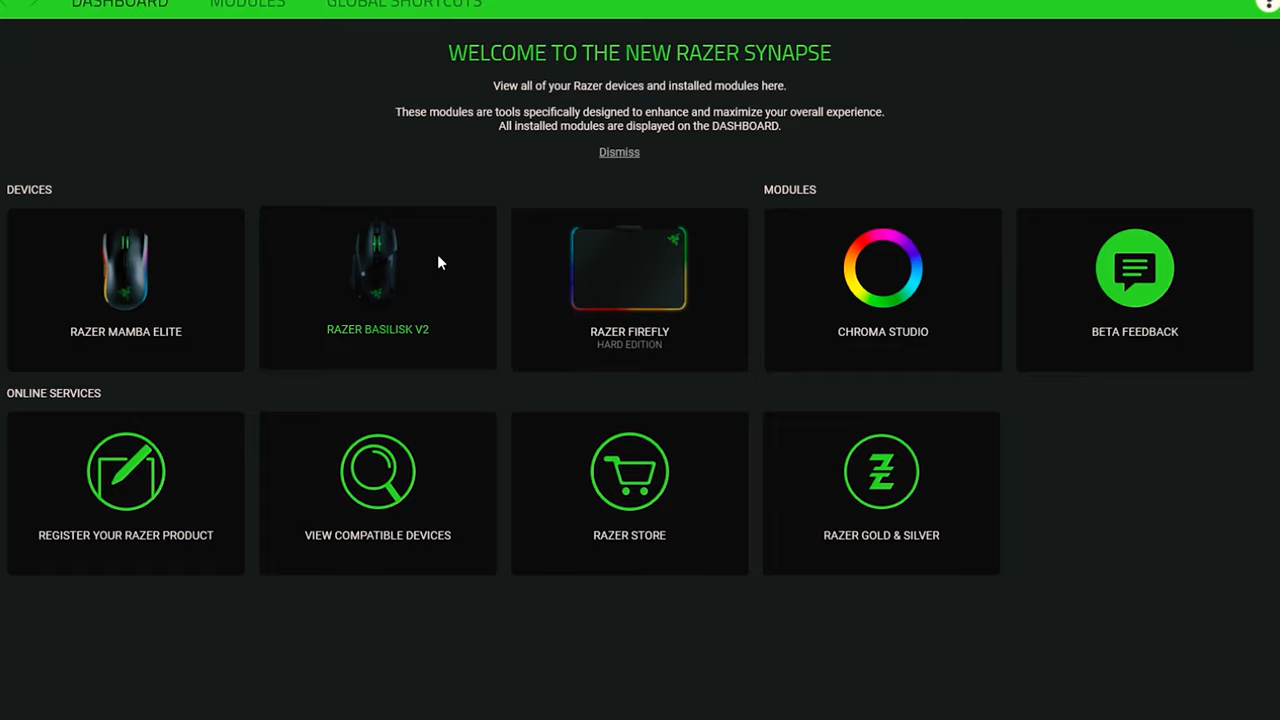 DASHBOARD MODULES GLOBAL SHORTCUTS
WELCOME TO THE NEW RAZER SYNAPSE
View all of your Razer devices and installed modules here.
These modules are tools specifically designed to enhance and maximize your overall experience.
All installed modules are displayed on the DASHBOARD.
Dismiss
DEVICES
MODULES
RAZER MAMBA ELITE
RAZER BASILISK V2
RAZER FIREFLY
HARD EDITION
CHROMA STUDIO
BETA FEEDBACK
ONLINE SERVICES
REGISTER YOUR RAZER PRODUCT
VIEW COMPATIBLE DEVICES
RAZER STORE
RAZER GOLD & SILVER